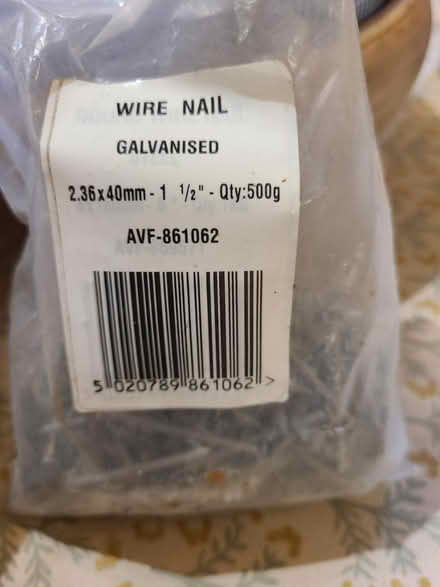 WIRE NAIL
GALVANISED
2.36x40mm - 1 1/2" - Qty:500g
AVF-861062
5 020789 861062 >